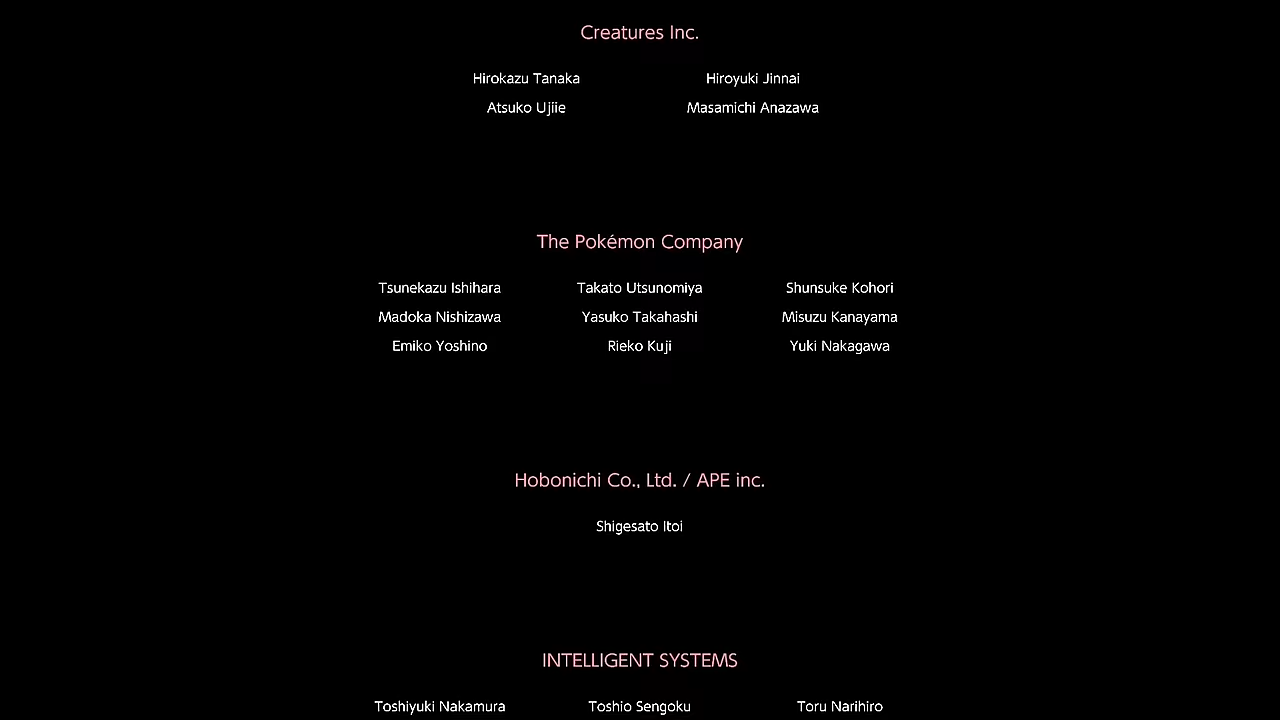 Creatures Inc.
Hirokazu Tanaka Hiroyuki Jinnai
Atsuko Ujiie Masamichi Anazawa
The Pokémon Company
Tsunekazu Ishihara Takato Utsunomiya Shunsuke Kohori
Madoka Nishizawa Yasuko Takahashi Misuzu Kanayama
Emiko Yoshino Rieko Kuji Yuki Nakagawa
Hobonichi Co., Ltd. / APE inc.
Shigesato Itoi
INTELLIGENT SYSTEMS
Toshiyuki Nakamura Toshio Sengoku Toru Narihiro